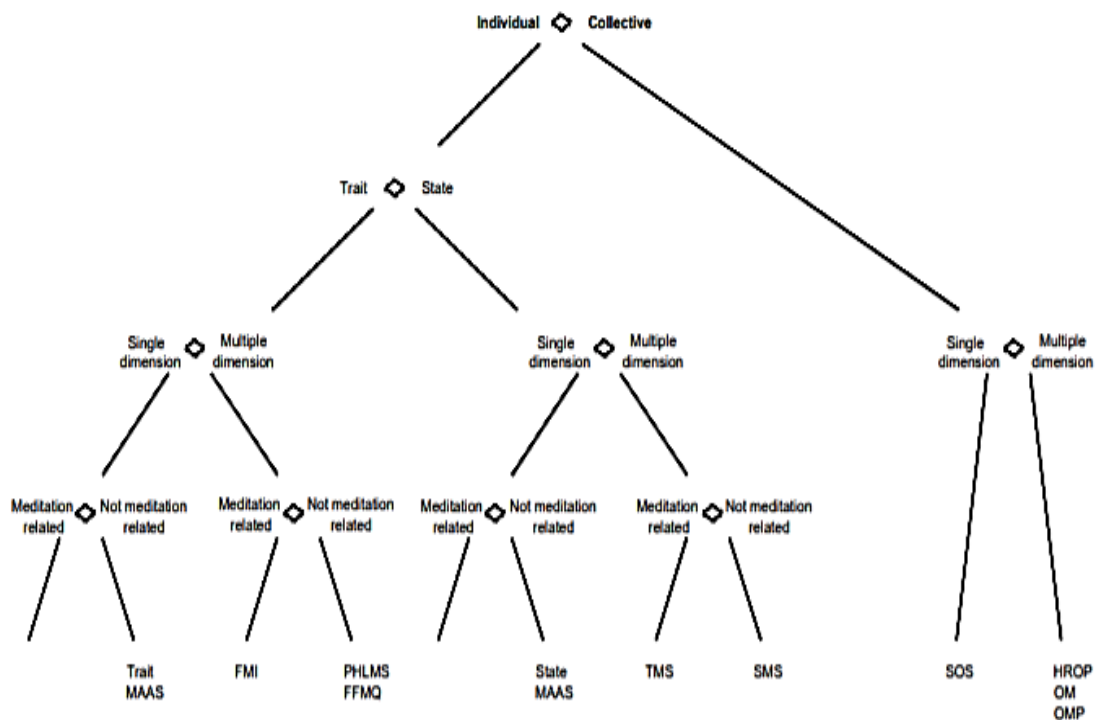 Individual Collective
Trait State
Single Multiple Single Multiple Single Multiple
dimension dimension dimension dimension dimension dimension
Meditation Not meditation Meditation Not meditation Meditation Not meditation Meditation Not meditation
related related related related related related related related
Trait FMI PHLMS State TMS SMS SOS HROP
MAAS FFMQ MAAS OM
OMP